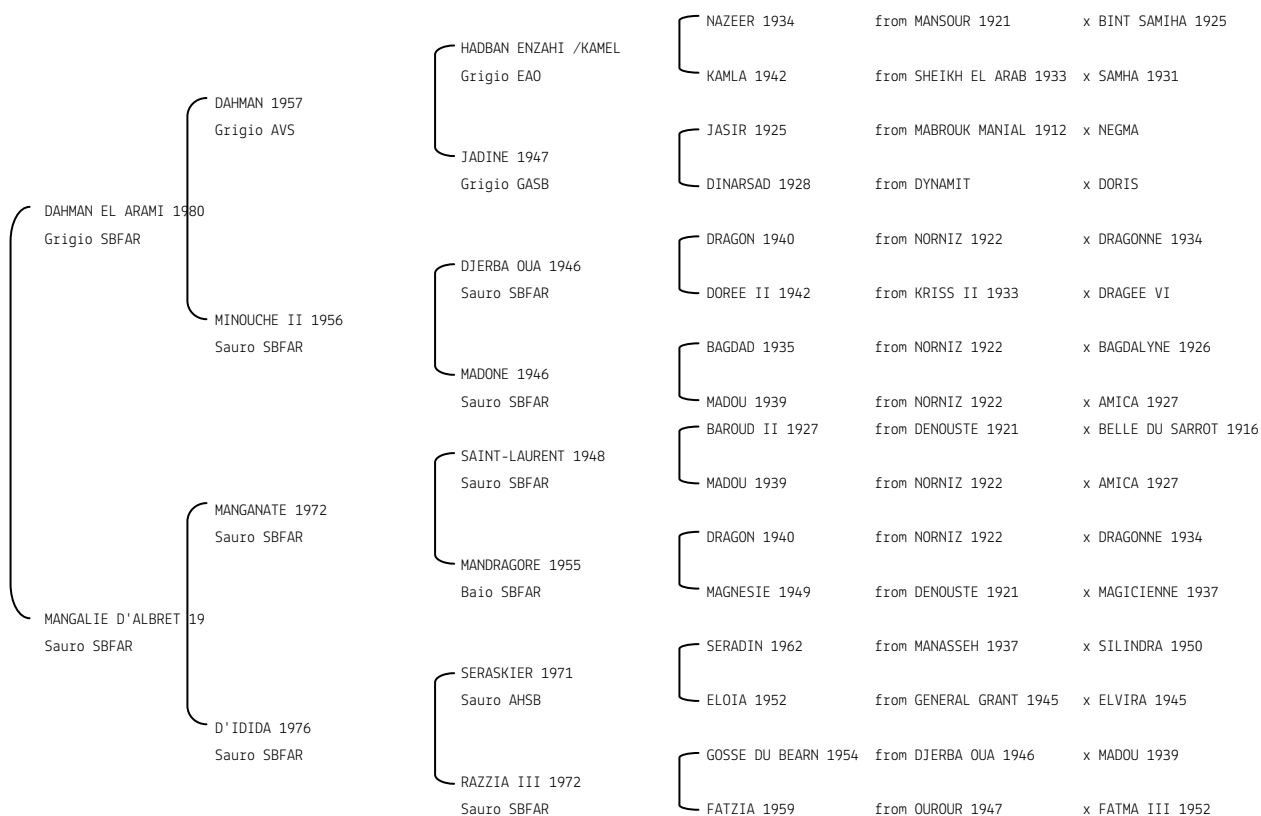 NAZEER 1934 from MANSOUR 1921 x BINT SAMIHA 1925
HADBAN ENZAHI /KAMEL
Grigio EAO KAMLA 1942 from SHEIKH EL ARAB 1933 x SAMHA 1931
DAHMAN 1957
Grigio AVS JASIR 1925 from MABROUK MANIAL 1912 x NEGMA
JADINE 1947
Grigio GASB DINARSAD 1928 from DYNAMIT x DORIS
DAHMAN EL ARAMI 1980
Grigio SBFAR DRAGON 1940 from NORNIZ 1922 x DRAGONNE 1934
DJERBA OUA 1946
Sauro SBFAR DOREE II 1942 from KRISS II 1933 x DRAGEE VI
MINOUCHE II 1956
Sauro SBFAR BAGDAD 1935 from NORNIZ 1922 x BAGDALYNE 1926
MADONE 1946
Sauro SBFAR MADOU 1939 from NORNIZ 1922 x AMICA 1927
BAROUD II 1927 from DENOUSTE 1921 x BELLE DU SARROT 1916
SAINT-LAURENT 1948
Sauro SBFAR MADOU 1939 from NORNIZ 1922 x AMICA 1927
MANGANATE 1972
Sauro SBFAR DRAGON 1940 from NORNIZ 1922 x DRAGONNE 1934
MANDRAGORE 1955
Baio SBFAR MAGNESIE 1949 from DENOUSTE 1921 x MAGICIENNE 1937
MANGALIE D'ALBRET 19
Sauro SBFAR SERADIN 1962 from MANASSEH 1937 x SILINDRA 1950
SERASKIER 1971
Sauro AHSB ELOIA 1952 from GENERAL GRANT 1945 x ELVIRA 1945
D'IDIDA 1976
Sauro SBFAR GOSSE DU BEARN 1954 from DJERBA OUA 1946 x MADOU 1939
RAZZIA III 1972
Sauro SBFAR FATZIA 1959 from OUROUR 1947 x FATMA III 1952